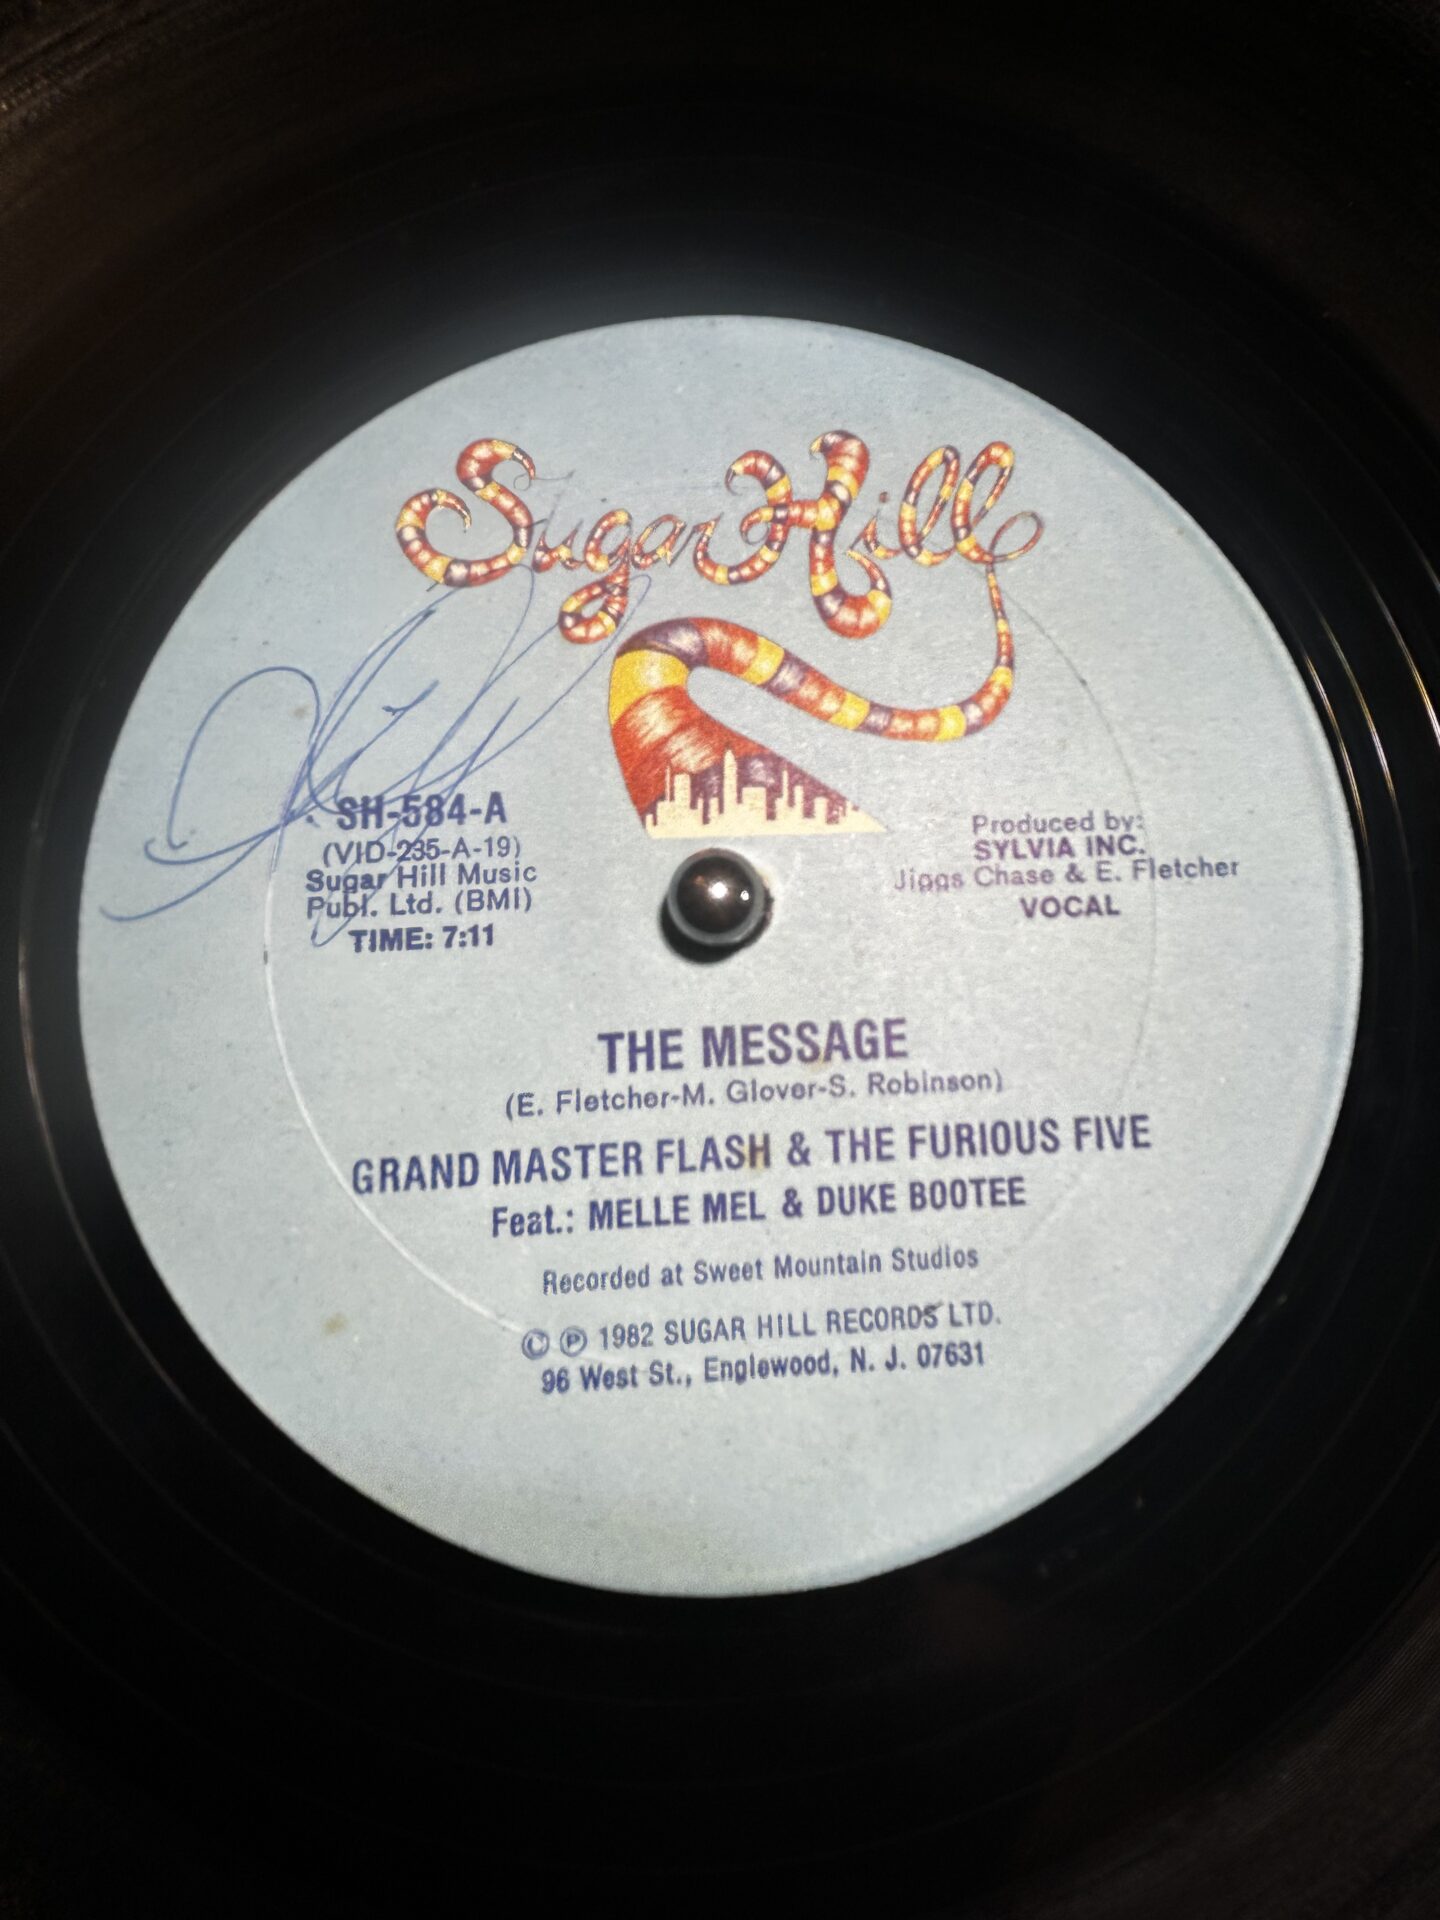 Sugar Hill
SH-584-A
(VID-235-A-19)
Sugar Hill Music
Publ. Ltd. (BMI)
TIME: 7:11
Produced by:
SYLVIA INC.
Jiggs Chase & E. Fletcher
VOCAL
THE MESSAGE
(E. Fletcher-M. Glover-S. Robinson)
GRAND MASTER FLASH & THE FURIOUS FIVE
Feat.: MELLE MEL & DUKE BOOTEE
Recorded at Sweet Mountain Studios
© ℗ 1982 SUGAR HILL RECORDS LTD.
96 West St., Englewood, N. J. 07631